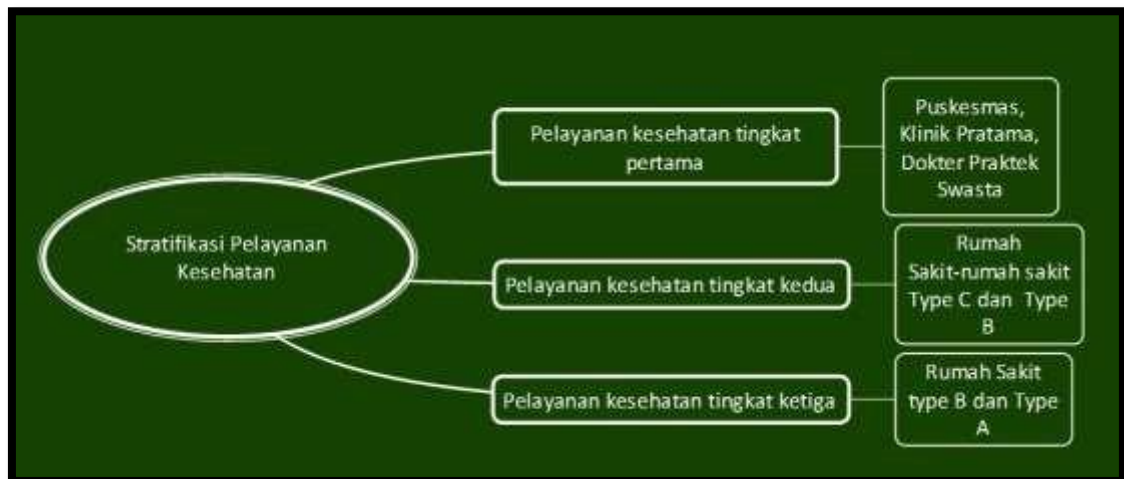 Stratifikasi Pelayanan
Kesehatan
Pelayanan kesehatan tingkat
pertama
Puskesmas,
Klinik Pratama,
Dokter Praktek
Swasta
Pelayanan kesehatan tingkat kedua
Rumah
Sakit-rumah sakit
Type C dan Type
B
Pelayanan kesehatan tingkat ketiga
Rumah Sakit
type B dan Type
A